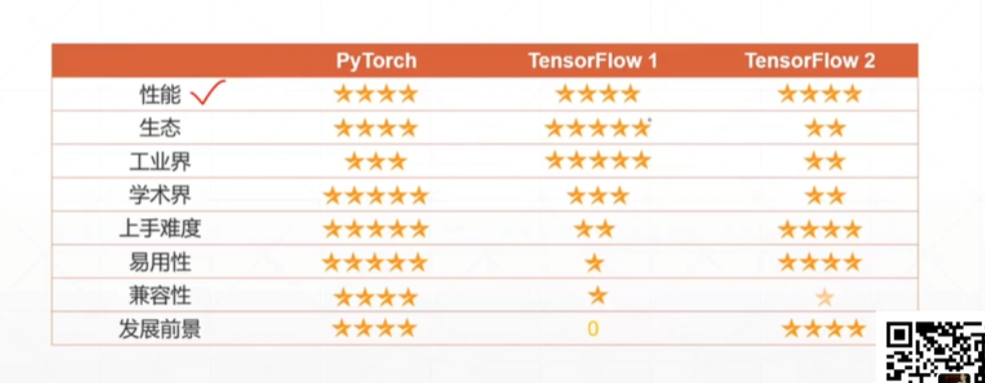 PyTorch TensorFlow 1 TensorFlow 2
性能 ★★★★ ★★★★ ★★★★
生态 ★★★★ ★★★★★ ★★
工业界 ★★★ ★★★★★ ★★
学术界 ★★★★★ ★★★ ★★
上手难度 ★★★★★ ★★ ★★★★
易用性 ★★★★★ ★ ★★★★
兼容性 ★★★★ ★ ★
发展前景 ★★★★ 0 ★★★★